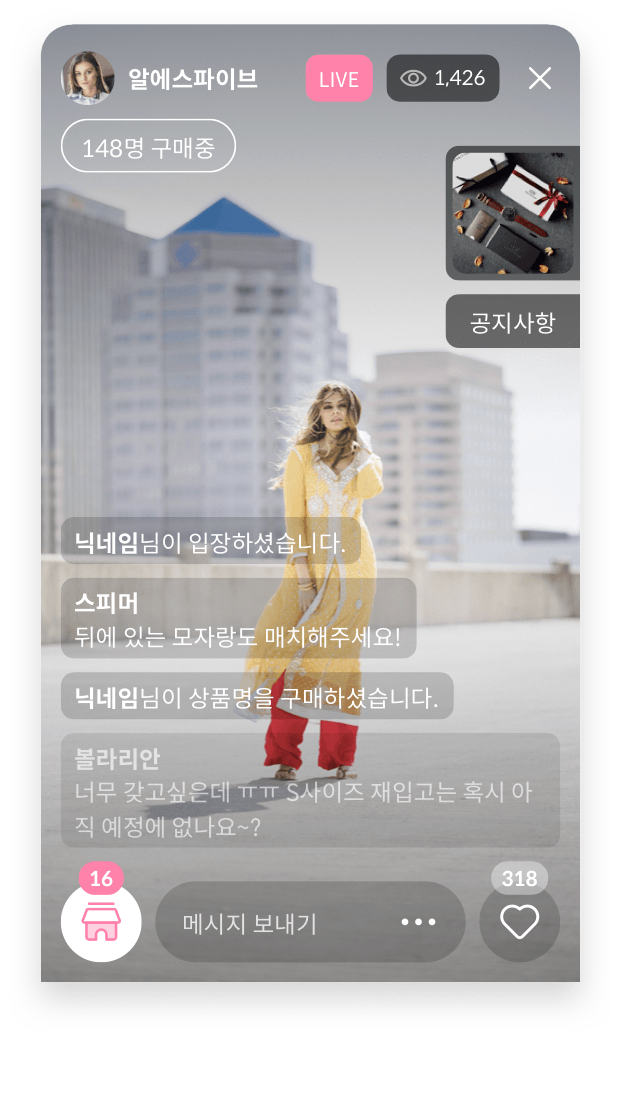 알에스파이브
LIVE
1,426
148명 구매중
공지사항
닉네임님이 입장하셨습니다.
스피머
뒤에 있는 모자랑도 매치해주세요!
닉네임님이 상품명을 구매하셨습니다.
볼라리안
너무 갖고싶은데 ㅠㅠ S사이즈 재입고는 혹시 아
직 예정에 없나요~?
16
318
메시지 보내기